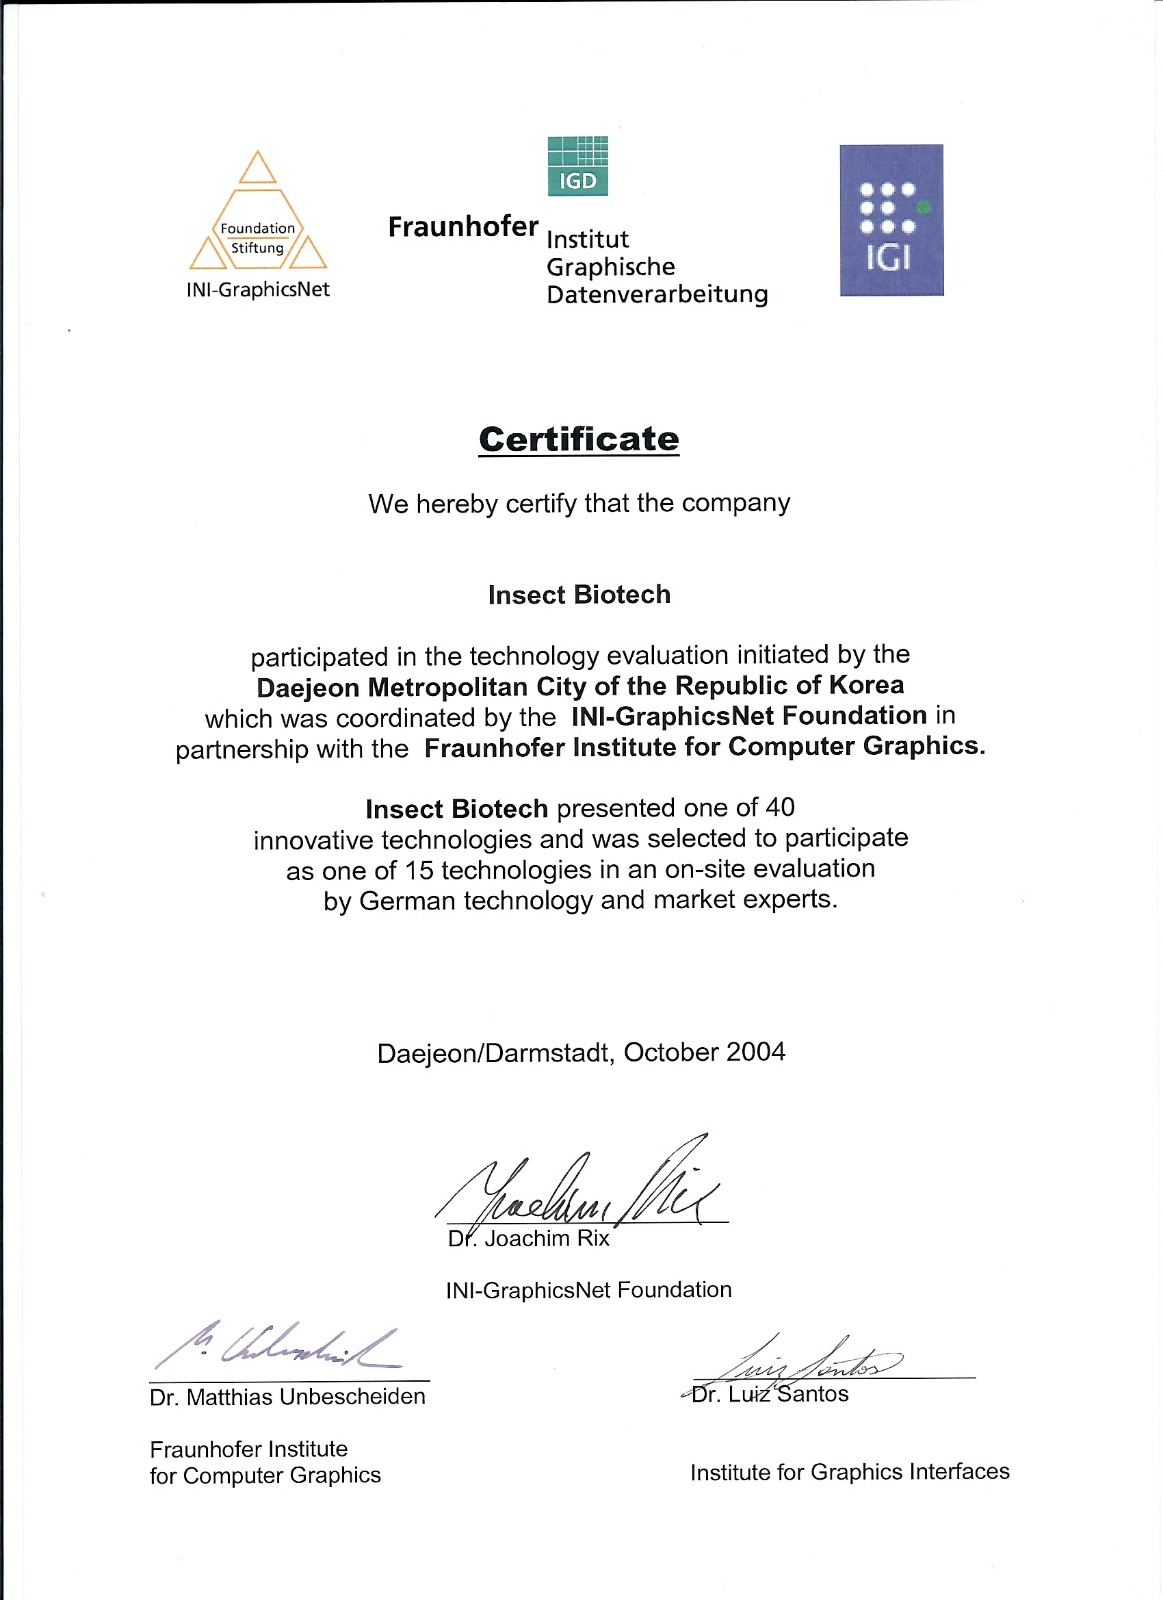 Foundation
Stiftung
INI-GraphicsNet
IGD
Fraunhofer
Institut
Graphische
Datenverarbeitung
IGI
Certificate
We hereby certify that the company
Insect Biotech
participated in the technology evaluation initiated by the
Daejeon Metropolitan City of the Republic of Korea
which was coordinated by the INI-GraphicsNet Foundation in
partnership with the Fraunhofer Institute for Computer Graphics.
Insect Biotech presented one of 40
innovative technologies and was selected to participate
as one of 15 technologies in an on-site evaluation
by German technology and market experts.
Daejeon/Darmstadt, October 2004
Joachim Rix
Dr. Joachim Rix
INI-GraphicsNet Foundation
M. Unbescheiden
Dr. Matthias Unbescheiden
Fraunhofer Institute
for Computer Graphics
Luiz Santos
Dr. Luiz Santos
Institute for Graphics Interfaces